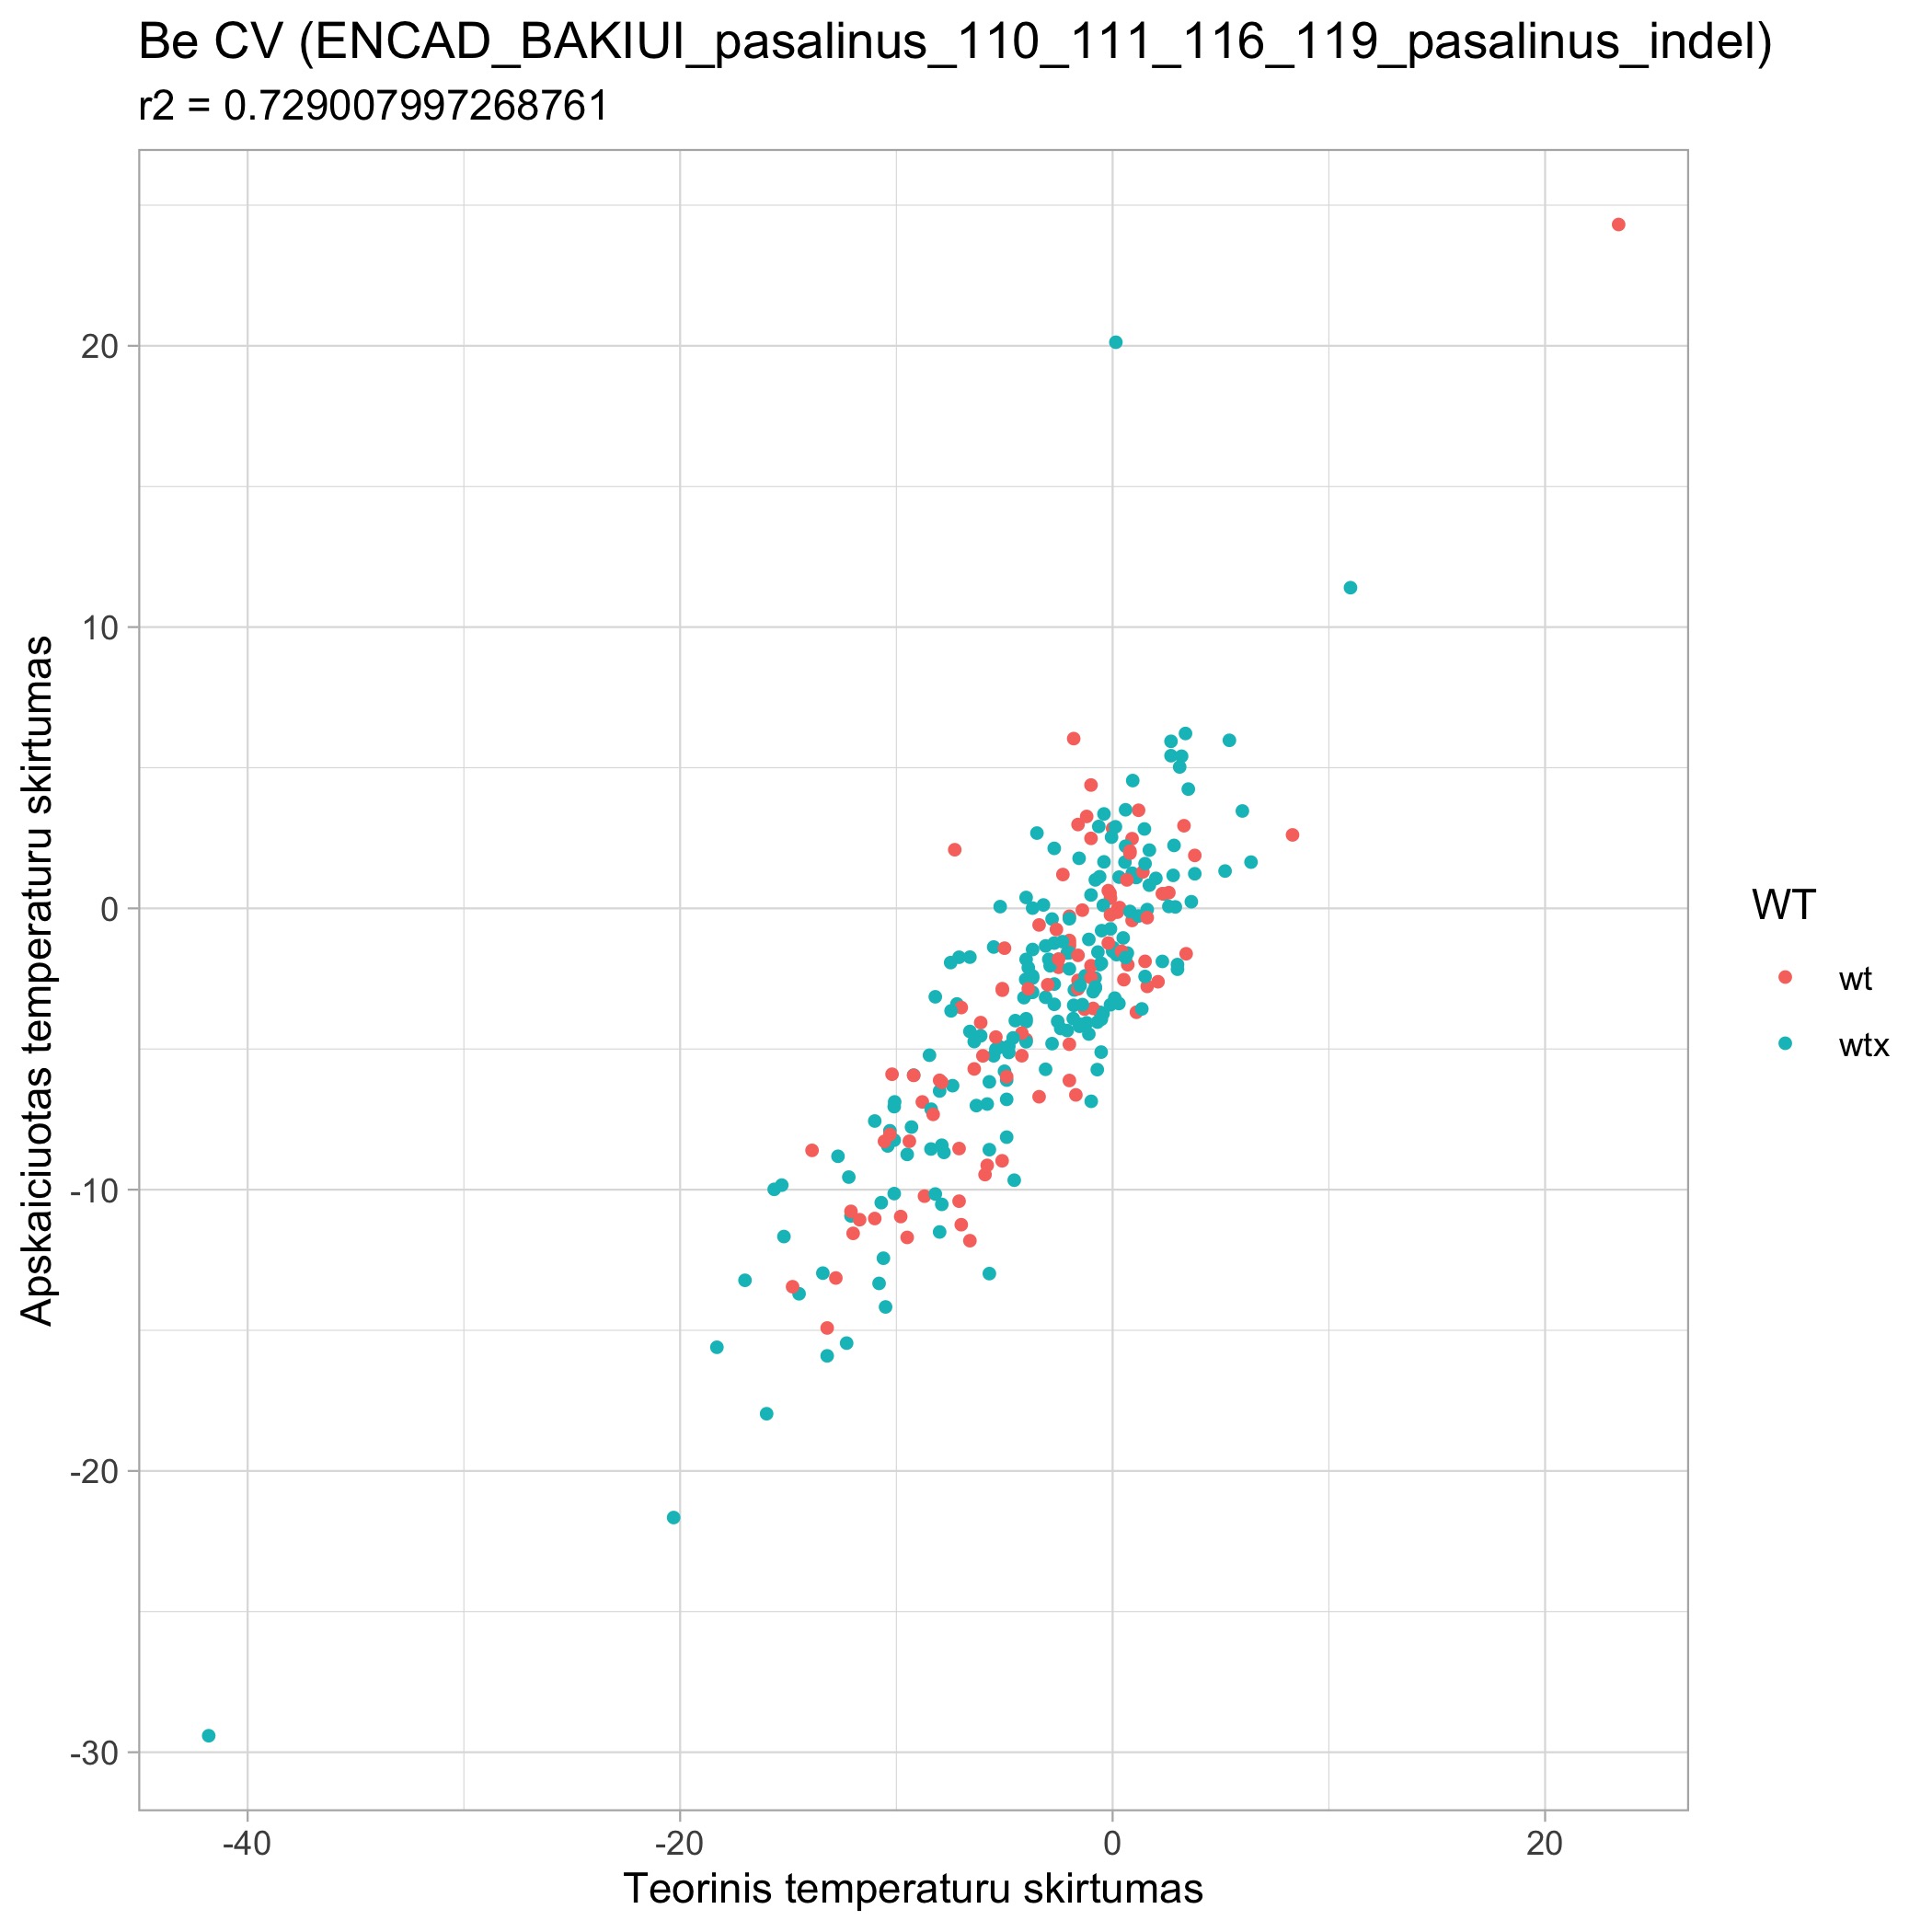 Be CV (ENCAD_BAKIUI_pasalinus_110_111_116_119_pasalinus_indel)
r2 = 0.729007997268761
Apskaiciuotas temperaturu skirtumas
20
10
0
-10
-20
-30
-40
-20
0
20
Teorinis temperaturu skirtumas
WT
wt
wtx